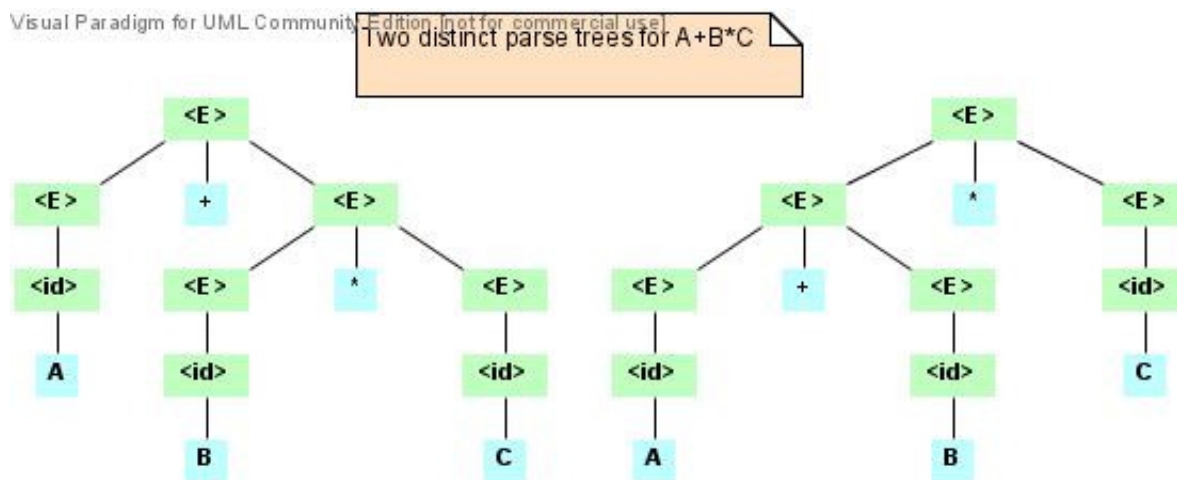 Visual Paradigm for UML Community Edition [not for commercial use]
Two distinct parse trees for A+B*C
<E> <E>
<E> + <E> <E> * <E>
<id> <E> * <E> <E> + <E> <id>
A <id> <id> <id> <id> C
B C A B